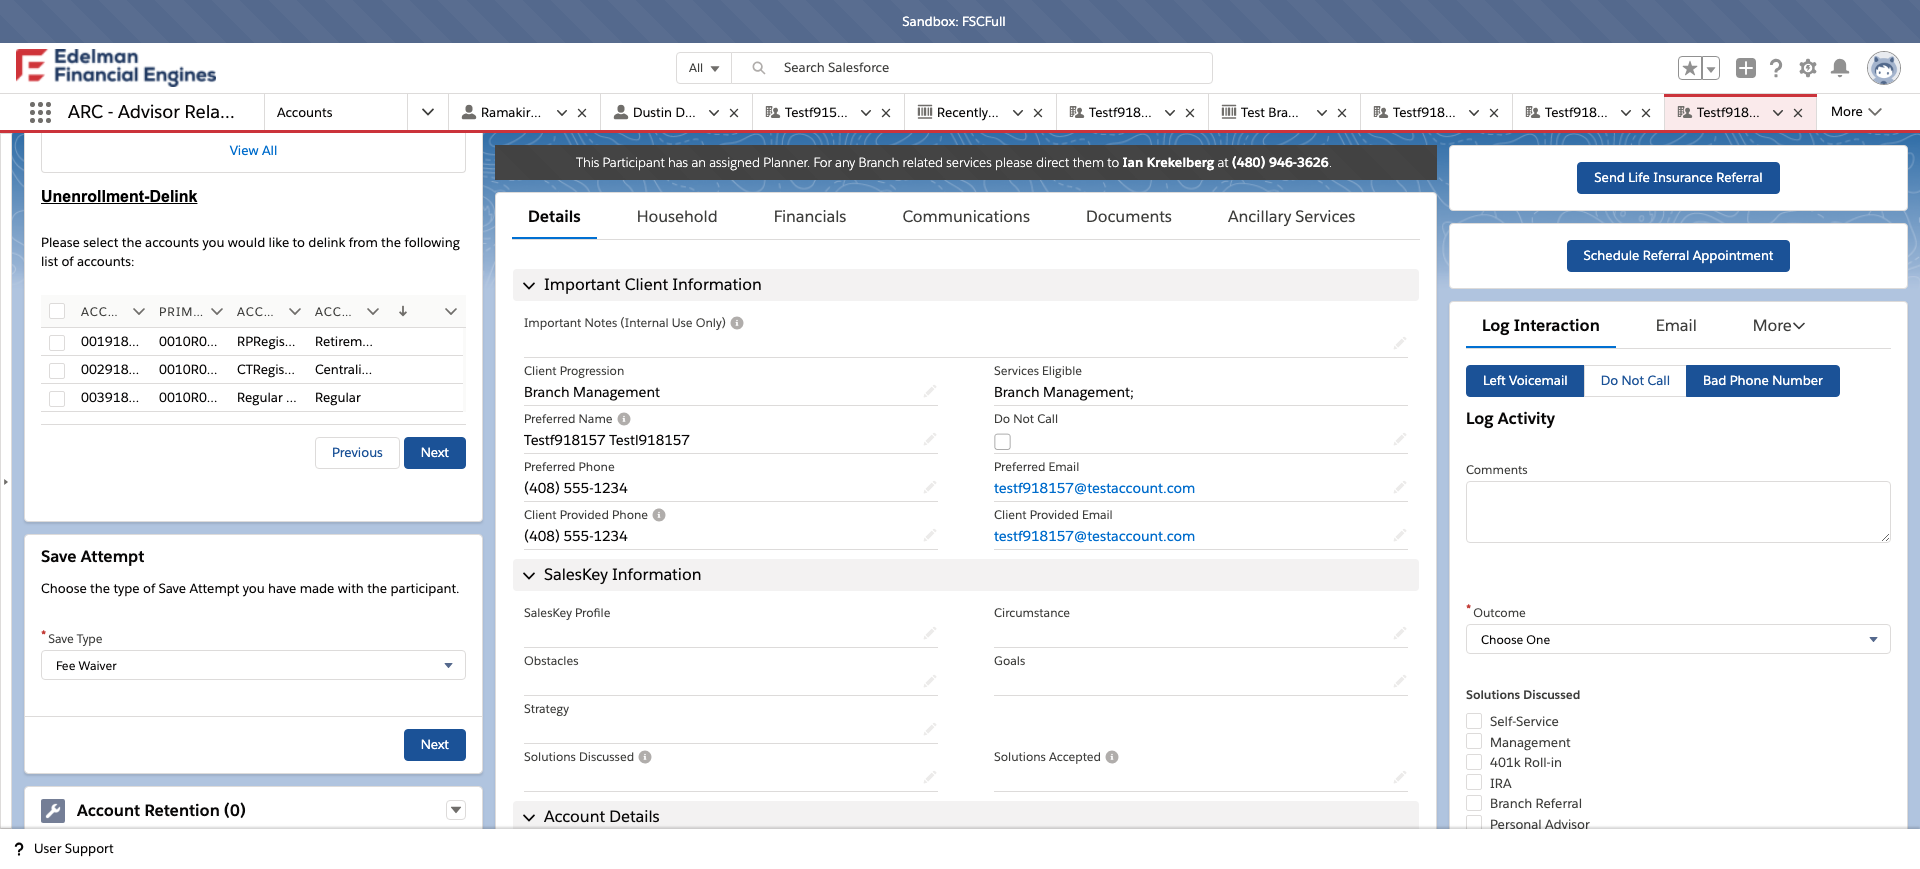 Sandbox: FSCFull
Edelman
Financial Engines
All
Search Salesforce
ARC - Advisor Rela...
Accounts
Ramakir...
Dustin D...
Testf915...
Recently...
Testf918...
Test Bra...
Testf918...
Testf918...
Testf918...
More
View All
Unenrollment-Delink
Please select the accounts you would like to delink from the following
list of accounts:
ACC... PRIM... ACC... ACC...
001918... 0010R0... RPRegis... Retirem...
002918... 0010R0... CTRegis... Centrali...
003918... 0010R0... Regular ... Regular
Previous
Next
Save Attempt
Choose the type of Save Attempt you have made with the participant.
* Save Type
Fee Waiver
Next
Account Retention (0)
This Participant has an assigned Planner. For any Branch related services please direct them to Ian Krekelberg at (480) 946-3626.
Details
Household
Financials
Communications
Documents
Ancillary Services
Important Client Information
Important Notes (Internal Use Only)
Client Progression
Branch Management
Services Eligible
Branch Management;
Preferred Name
Testf918157 Testl918157
Do Not Call
Preferred Phone
(408) 555-1234
Preferred Email
testf918157@testaccount.com
Client Provided Phone
(408) 555-1234
Client Provided Email
testf918157@testaccount.com
SalesKey Information
SalesKey Profile
Circumstance
Obstacles
Goals
Strategy
Solutions Discussed
Solutions Accepted
Account Details
Send Life Insurance Referral
Schedule Referral Appointment
Log Interaction
Email
More
Left Voicemail
Do Not Call
Bad Phone Number
Log Activity
Comments
* Outcome
Choose One
Solutions Discussed
Self-Service
Management
401k Roll-in
IRA
Branch Referral
Personal Advisor
? User Support